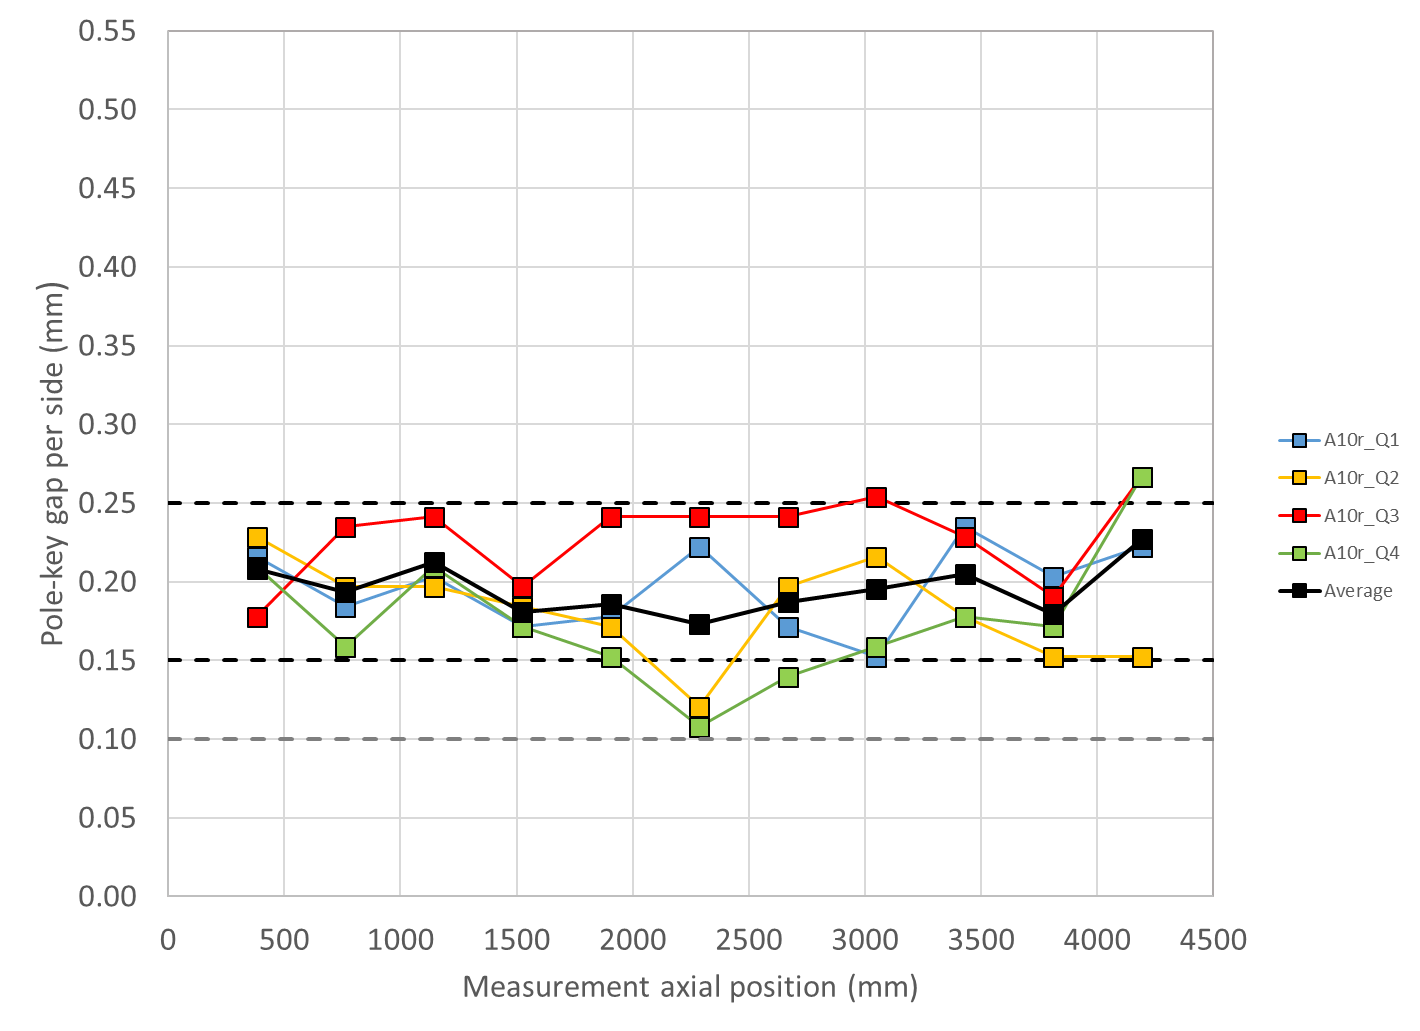 0.55
0.50
0.45
0.40
0.35
0.30
0.25
0.20
0.15
0.10
0.05
0.00
Pole-key gap per side (mm)
0 500 1000 1500 2000 2500 3000 3500 4000 4500
Measurement axial position (mm)
A10r_Q1
A10r_Q2
A10r_Q3
A10r_Q4
Average